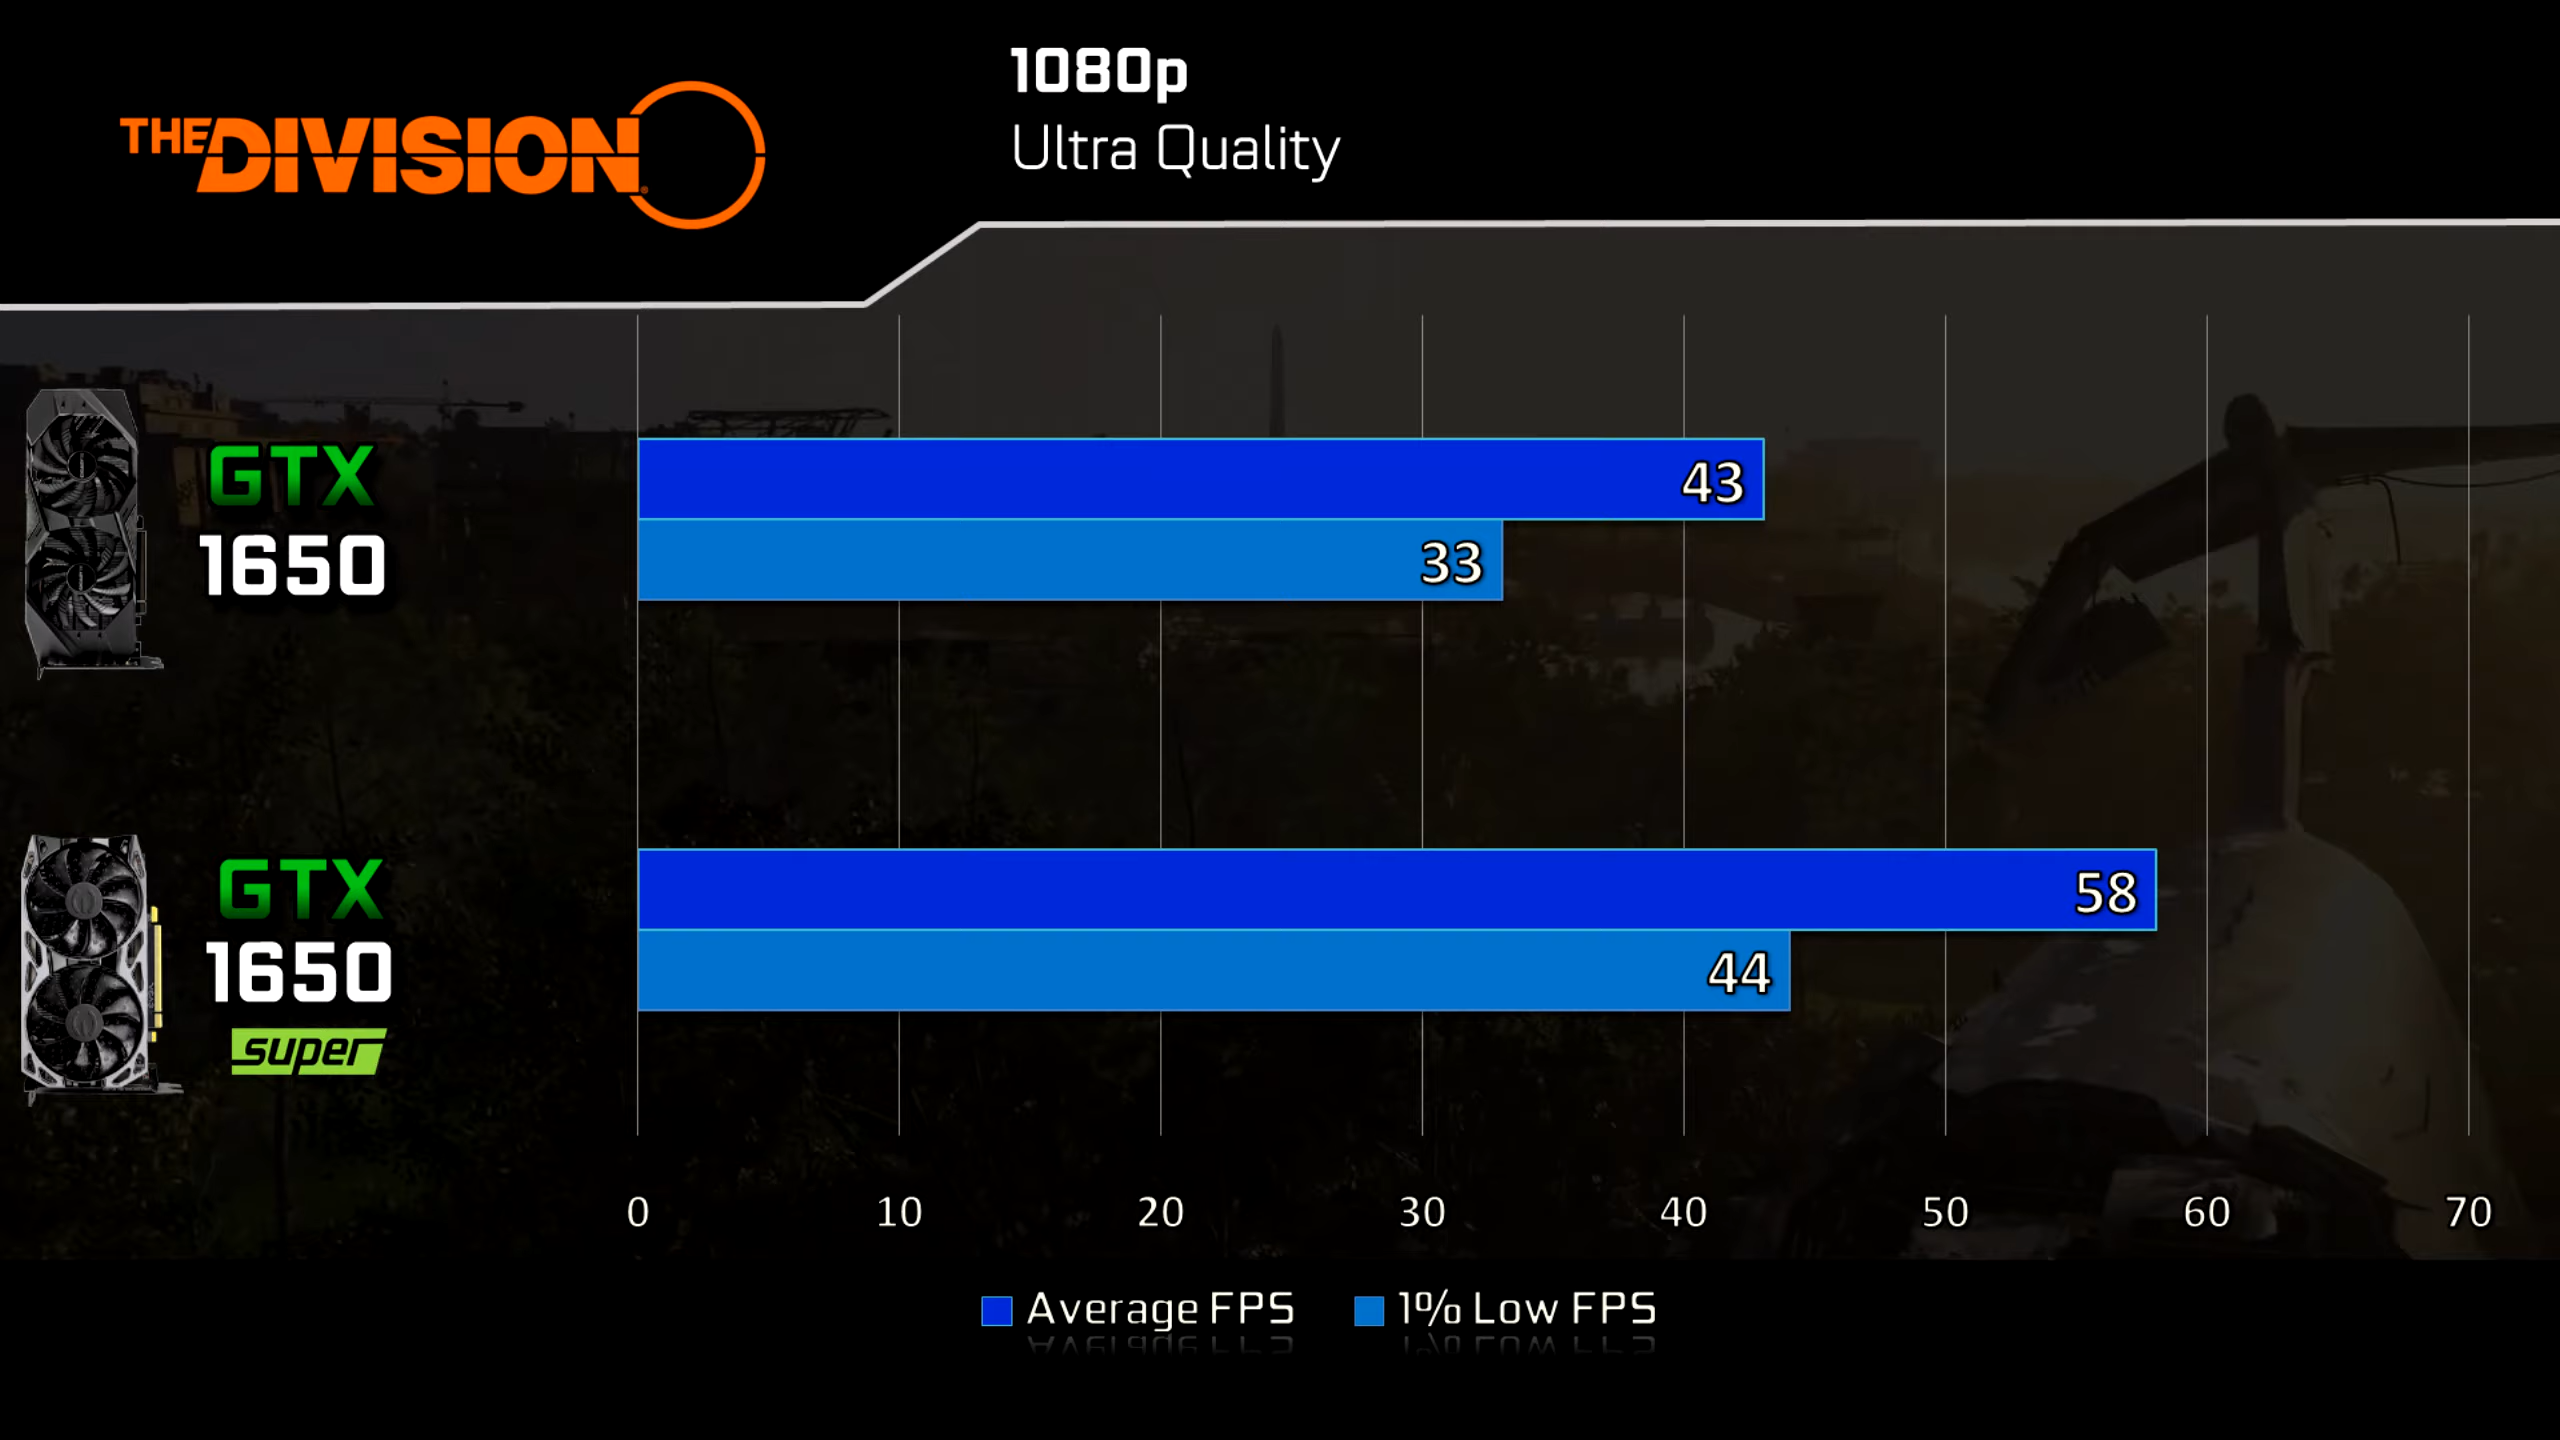 THE DIVISION
1080p
Ultra Quality
GTX
1650
43
33
GTX
1650
super
58
44
0 10 20 30 40 50 60 70
Average FPS 1% Low FPS